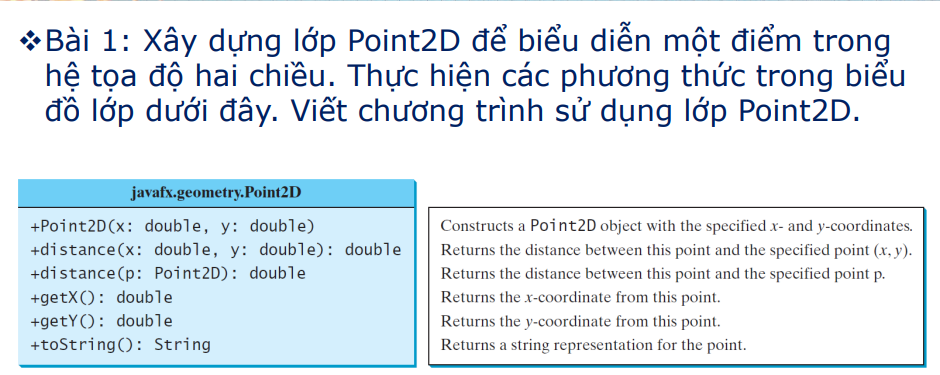 ❖Bài 1: Xây dựng lớp Point2D để biểu diễn một điểm trong
hệ tọa độ hai chiều. Thực hiện các phương thức trong biểu
đồ lớp dưới đây. Viết chương trình sử dụng lớp Point2D.
javafx.geometry.Point2D
+Point2D(x: double, y: double)
+distance(x: double, y: double): double
+distance(p: Point2D): double
+getX(): double
+getY(): double
+toString(): String
Constructs a Point2D object with the specified x- and y-coordinates.
Returns the distance between this point and the specified point (x, y).
Returns the distance between this point and the specified point p.
Returns the x-coordinate from this point.
Returns the y-coordinate from this point.
Returns a string representation for the point.